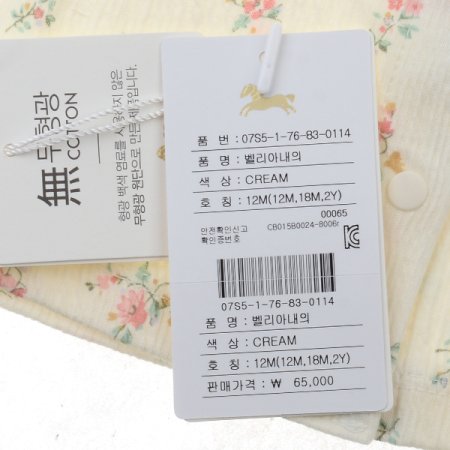 無무형광
COTTON
형광 백색 염료를 사용하지 않은
무형광 원단으로 만든 제품입니다.
품 번 : 07S5-1-76-83-0114
품 명 : 벨리아내의
색 상 : CREAM
호 칭 : 12M(12M,18M,2Y)
00065
안전확인신고
확인증번호
CB015B0024-8006r
07S5-1-76-83-0114
품 명 : 벨리아내의
색 상 : CREAM
호 칭 : 12M(12M,18M,2Y)
판매가격 : ₩ 65,000